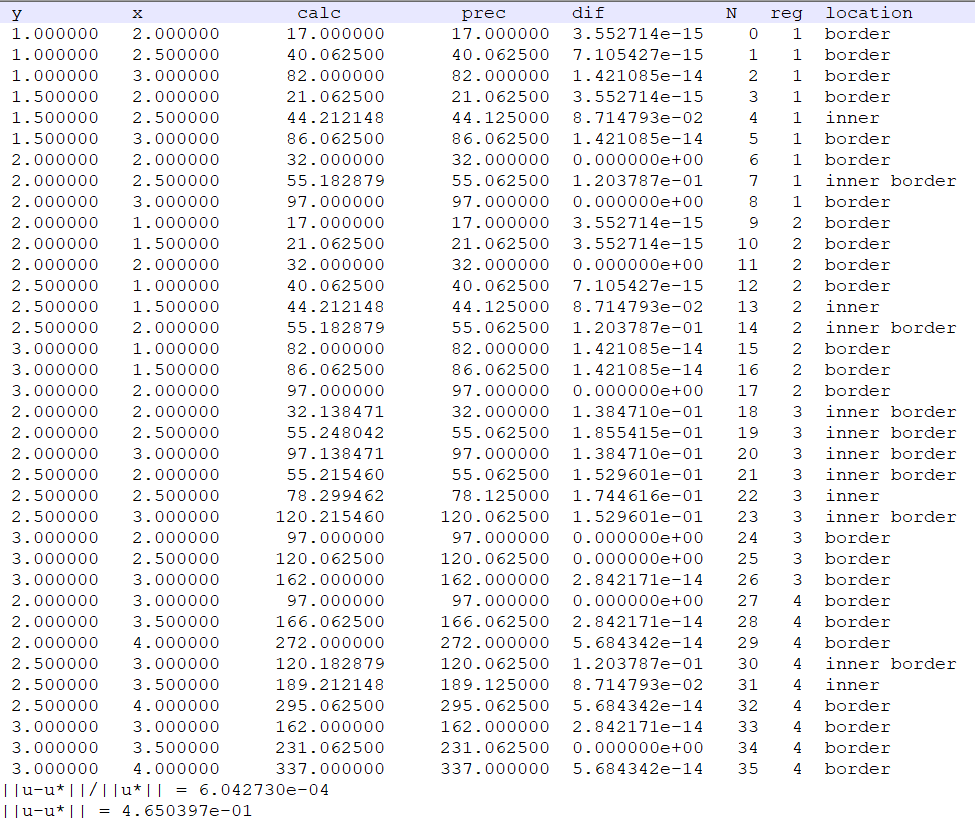 y x calc prec dif N reg location
1.000000 2.000000 17.000000 17.000000 3.552714e-15 0 1 border
1.000000 2.500000 40.062500 40.062500 7.105427e-15 1 1 border
1.000000 3.000000 82.000000 82.000000 1.421085e-14 2 1 border
1.500000 2.000000 21.062500 21.062500 3.552714e-15 3 1 border
1.500000 2.500000 44.212148 44.125000 8.714793e-02 4 1 inner
1.500000 3.000000 86.062500 86.062500 1.421085e-14 5 1 border
2.000000 2.000000 32.000000 32.000000 0.000000e+00 6 1 border
2.000000 2.500000 55.182879 55.062500 1.203787e-01 7 1 inner border
2.000000 3.000000 97.000000 97.000000 0.000000e+00 8 1 border
2.000000 1.000000 17.000000 17.000000 3.552714e-15 9 2 border
2.000000 1.500000 21.062500 21.062500 3.552714e-15 10 2 border
2.000000 2.000000 32.000000 32.000000 0.000000e+00 11 2 border
2.500000 1.000000 40.062500 40.062500 7.105427e-15 12 2 border
2.500000 1.500000 44.212148 44.125000 8.714793e-02 13 2 inner
2.500000 2.000000 55.182879 55.062500 1.203787e-01 14 2 inner border
3.000000 1.000000 82.000000 82.000000 1.421085e-14 15 2 border
3.000000 1.500000 86.062500 86.062500 1.421085e-14 16 2 border
3.000000 2.000000 97.000000 97.000000 0.000000e+00 17 2 border
2.000000 2.000000 32.138471 32.000000 1.384710e-01 18 3 inner border
2.000000 2.500000 55.248042 55.062500 1.855415e-01 19 3 inner border
2.000000 3.000000 97.138471 97.000000 1.384710e-01 20 3 inner border
2.500000 2.000000 55.215460 55.062500 1.529601e-01 21 3 inner border
2.500000 2.500000 78.299462 78.125000 1.744616e-01 22 3 inner
2.500000 3.000000 120.215460 120.062500 1.529601e-01 23 3 inner border
3.000000 2.000000 97.000000 97.000000 0.000000e+00 24 3 border
3.000000 2.500000 120.062500 120.062500 0.000000e+00 25 3 border
3.000000 3.000000 162.000000 162.000000 2.842171e-14 26 3 border
2.000000 3.000000 97.000000 97.000000 0.000000e+00 27 4 border
2.000000 3.500000 166.062500 166.062500 2.842171e-14 28 4 border
2.000000 4.000000 272.000000 272.000000 5.684342e-14 29 4 border
2.500000 3.000000 120.182879 120.062500 1.203787e-01 30 4 inner border
2.500000 3.500000 189.212148 189.125000 8.714793e-02 31 4 inner
2.500000 4.000000 295.062500 295.062500 5.684342e-14 32 4 border
3.000000 3.000000 162.000000 162.000000 2.842171e-14 33 4 border
3.000000 3.500000 231.062500 231.062500 0.000000e+00 34 4 border
3.000000 4.000000 337.000000 337.000000 5.684342e-14 35 4 border
||u-u*||/||u*|| = 6.042730e-04
||u-u*|| = 4.650397e-01